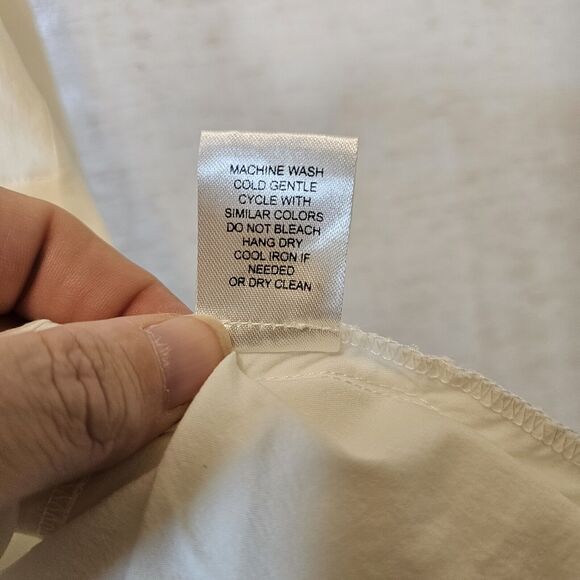 MACHINE WASH
COLD GENTLE
CYCLE WITH
SIMILAR COLORS
DO NOT BLEACH
HANG DRY
COOL IRON IF
NEEDED
OR DRY CLEAN